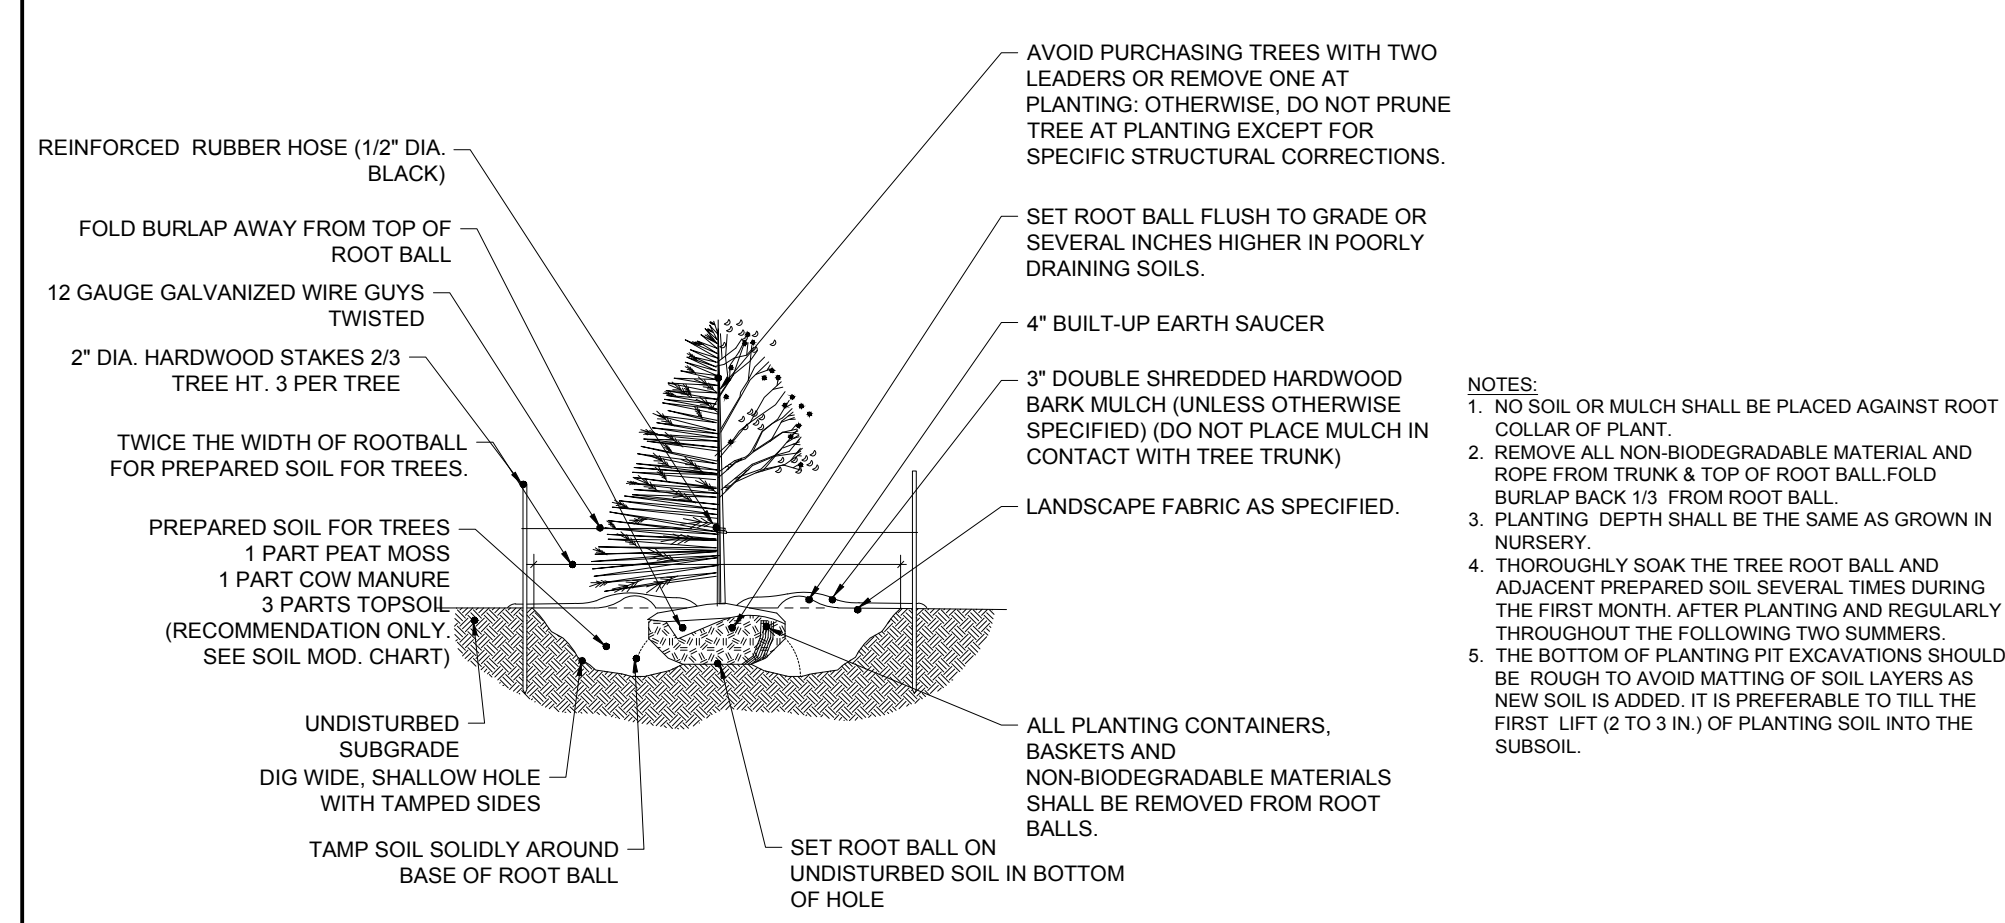 REINFORCED RUBBER HOSE (1/2" DIA.
BLACK)
FOLD BURLAP AWAY FROM TOP OF
ROOT BALL
12 GAUGE GALVANIZED WIRE GUYS
TWISTED
2" DIA. HARDWOOD STAKES 2/3
TREE HT. 3 PER TREE
TWICE THE WIDTH OF ROOTBALL
FOR PREPARED SOIL FOR TREES.
PREPARED SOIL FOR TREES
1 PART PEAT MOSS
1 PART COW MANURE
3 PARTS TOPSOIL
(RECOMMENDATION ONLY.
SEE SOIL MOD. CHART)
UNDISTURBED
SUBGRADE
DIG WIDE, SHALLOW HOLE
WITH TAMPED SIDES
TAMP SOIL SOLIDLY AROUND
BASE OF ROOT BALL
AVOID PURCHASING TREES WITH TWO
LEADERS OR REMOVE ONE AT
PLANTING: OTHERWISE, DO NOT PRUNE
TREE AT PLANTING EXCEPT FOR
SPECIFIC STRUCTURAL CORRECTIONS.
SET ROOT BALL FLUSH TO GRADE OR
SEVERAL INCHES HIGHER IN POORLY
DRAINING SOILS.
4" BUILT-UP EARTH SAUCER
3" DOUBLE SHREDDED HARDWOOD
BARK MULCH (UNLESS OTHERWISE
SPECIFIED) (DO NOT PLACE MULCH IN
CONTACT WITH TREE TRUNK)
LANDSCAPE FABRIC AS SPECIFIED.
ALL PLANTING CONTAINERS,
BASKETS AND
NON-BIODEGRADABLE MATERIALS
SHALL BE REMOVED FROM ROOT
BALLS.
SET ROOT BALL ON
UNDISTURBED SOIL IN BOTTOM
OF HOLE
NOTES:
1. NO SOIL OR MULCH SHALL BE PLACED AGAINST ROOT
COLLAR OF PLANT.
2. REMOVE ALL NON-BIODEGRADABLE MATERIAL AND
ROPE FROM TRUNK & TOP OF ROOT BALL.FOLD
BURLAP BACK 1/3 FROM ROOT BALL.
3. PLANTING DEPTH SHALL BE THE SAME AS GROWN IN
NURSERY.
4. THOROUGHLY SOAK THE TREE ROOT BALL AND
ADJACENT PREPARED SOIL SEVERAL TIMES DURING
THE FIRST MONTH. AFTER PLANTING AND REGULARLY
THROUGHOUT THE FOLLOWING TWO SUMMERS.
5. THE BOTTOM OF PLANTING PIT EXCAVATIONS SHOULD
BE ROUGH TO AVOID MATTING OF SOIL LAYERS AS
NEW SOIL IS ADDED. IT IS PREFERABLE TO TILL THE
FIRST LIFT (2 TO 3 IN.) OF PLANTING SOIL INTO THE
SUBSOIL.